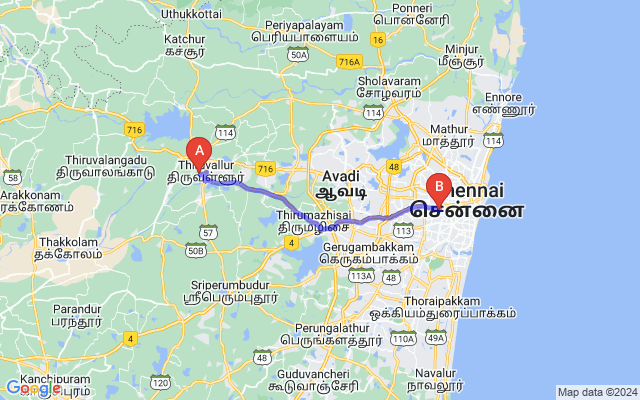 Uthukkottai
Periyapalayam
பெரியபாளையம்
Ponneri
பொன்னேரி
Katchur
கச்சூர்
16
50A
Minjur
மீஞ்சூர்
716A
Sholavaram
சோழவரம்
Ennore
எண்ணூர்
114
716
114
Mathur
மாத்தூர்
Thiruvalangadu
திருவாலங்காடு
A
Thiruvallur
திருவள்ளூர்
716
Avadi
ஆவடி
48
114
58
Arakkonam
அரக்கோணம்
B
Chennai
சென்னை
Thirumazhisai
திருமழிசை
Thakkolam
தக்கோலம்
50B
4
113
Gerugambakkam
கெருகம்பாக்கம்
113A
48
Sriperumbudur
ஸ்ரீபெரும்புதூர்
Thoraipakkam
ஒக்கியம்துரைப்பாக்கம்
Parandur
பரந்தூர்
4
Perungalathur
பெருங்களத்தூர்
110A
49A
48
Guduvancheri
கூடுவாஞ்சேரி
Navalur
நாவலூர்
Kanchipuram
120
Google
Map data ©2024